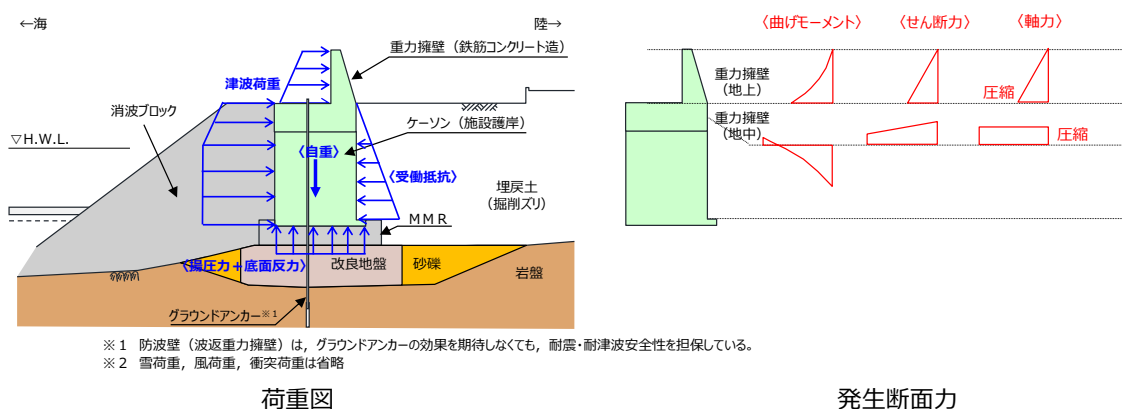 ←海
陸→
重力擁壁（鉄筋コンクリート造）
津波荷重
消波ブロック
ケーソン（施設護岸）
▽H.W.L.
〈自重〉
〈受働抵抗〉
埋戻土
（掘削ズリ）
MMR
〈揚圧力＋底面反力〉
改良地盤
砂礫
岩盤
グラウンドアンカー※1
〈曲げモーメント〉
〈せん断力〉
〈軸力〉
重力擁壁
（地上）
圧縮
重力擁壁
（地中）
圧縮
※１ 防波壁（波返重力擁壁）は，グラウンドアンカーの効果を期待しなくても，耐震・耐津波安全性を担保している。
※２ 雪荷重，風荷重，衝突荷重は省略
荷重図
発生断面力